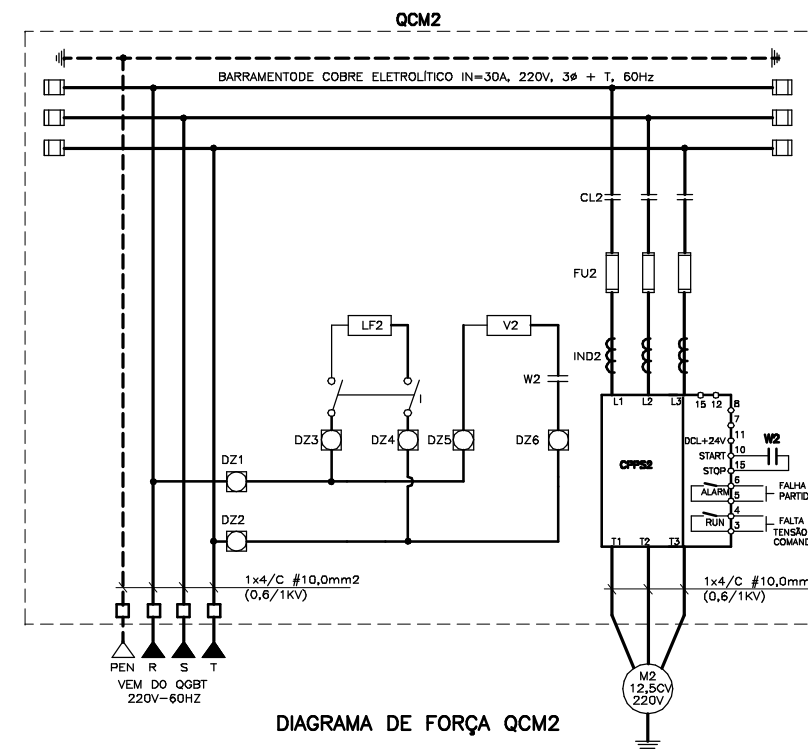 QCM2
BARRAMENTODE COBRE ELETROLÍTICO IN=30A, 220V, 3ø + T, 60Hz
CL2
FU2
LF2
V2
IND2
W2
I
L1 L2 L3 15 12 8
7
DZ3 DZ4 DZ5 DZ6
DCL+24V 11
W2
START 10
CPPS2
STOP 15
DZ1
ALARM 6
5
FALHA
PARTID
RUN 4
3
FALTA
TENSÃO
COMAND
DZ2
T1 T2 T3
1x4/C #10,0mm2
(0,6/1KV)
1x4/C #10,0mm
(0,6/1KV)
PEN R S T
VEM DO QGBT
220V-60HZ
M2
12,5CV
220V
DIAGRAMA DE FORÇA QCM2